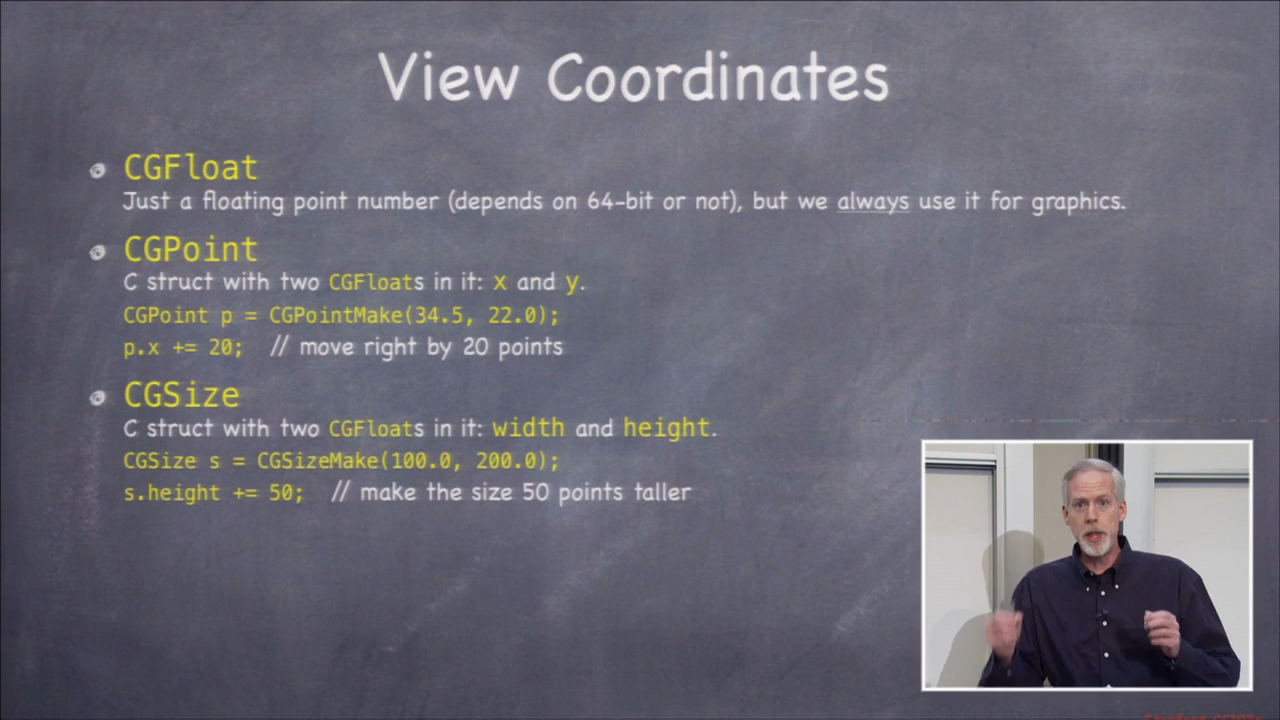 View Coordinates
CGFloat
Just a floating point number (depends on 64-bit or not), but we always use it for graphics.
CGPoint
C struct with two CGFloats in it: x and y.
CGPoint p = CGPointMake(34.5, 22.0);
p.x += 20; // move right by 20 points
CGSize
C struct with two CGFloats in it: width and height.
CGSize s = CGSizeMake(100.0, 200.0);
s.height += 50; // make the size 50 points taller